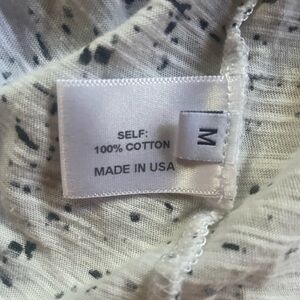 SELF:
100% COTTON
MADE IN USA
M